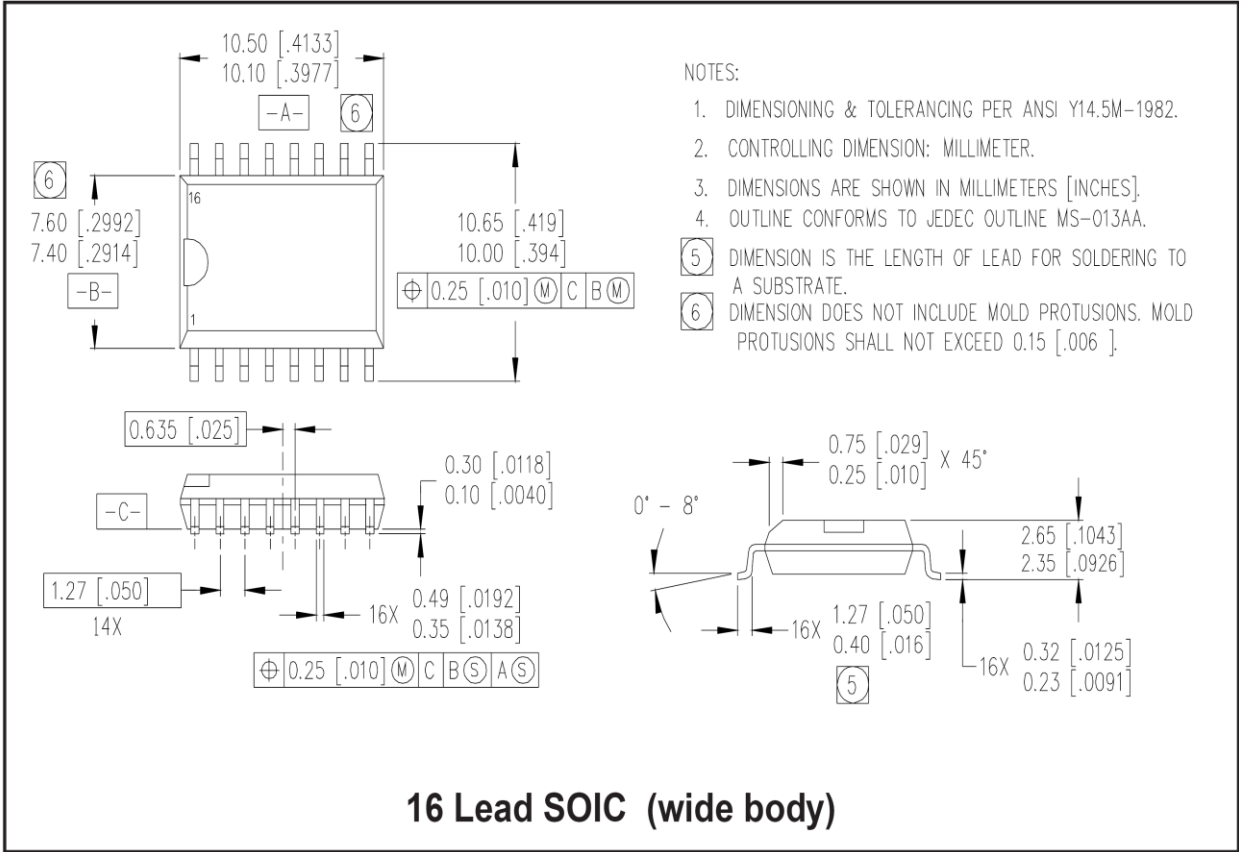 10.50 [.4133]
10.10 [.3977]
-A-
6
6
7.60 [.2992]
7.40 [.2914]
-B-
16
1
10.65 [.419]
10.00 [.394]
⌖ 0.25 [.010] Ⓜ C B Ⓜ
NOTES:
1. DIMENSIONING & TOLERANCING PER ANSI Y14.5M-1982.
2. CONTROLLING DIMENSION: MILLIMETER.
3. DIMENSIONS ARE SHOWN IN MILLIMETERS [INCHES].
4. OUTLINE CONFORMS TO JEDEC OUTLINE MS-013AA.
5 DIMENSION IS THE LENGTH OF LEAD FOR SOLDERING TO
A SUBSTRATE.
6 DIMENSION DOES NOT INCLUDE MOLD PROTUSIONS. MOLD
PROTUSIONS SHALL NOT EXCEED 0.15 [.006 ].
0.635 [.025]
-C-
0.30 [.0118]
0.10 [.0040]
1.27 [.050]
14X
16X
0.49 [.0192]
0.35 [.0138]
⌖ 0.25 [.010] Ⓜ C B Ⓢ A Ⓢ
0.75 [.029]
0.25 [.010]
X 45°
0° - 8°
2.65 [.1043]
2.35 [.0926]
16X
1.27 [.050]
0.40 [.016]
5
16X
0.32 [.0125]
0.23 [.0091]
16 Lead SOIC (wide body)